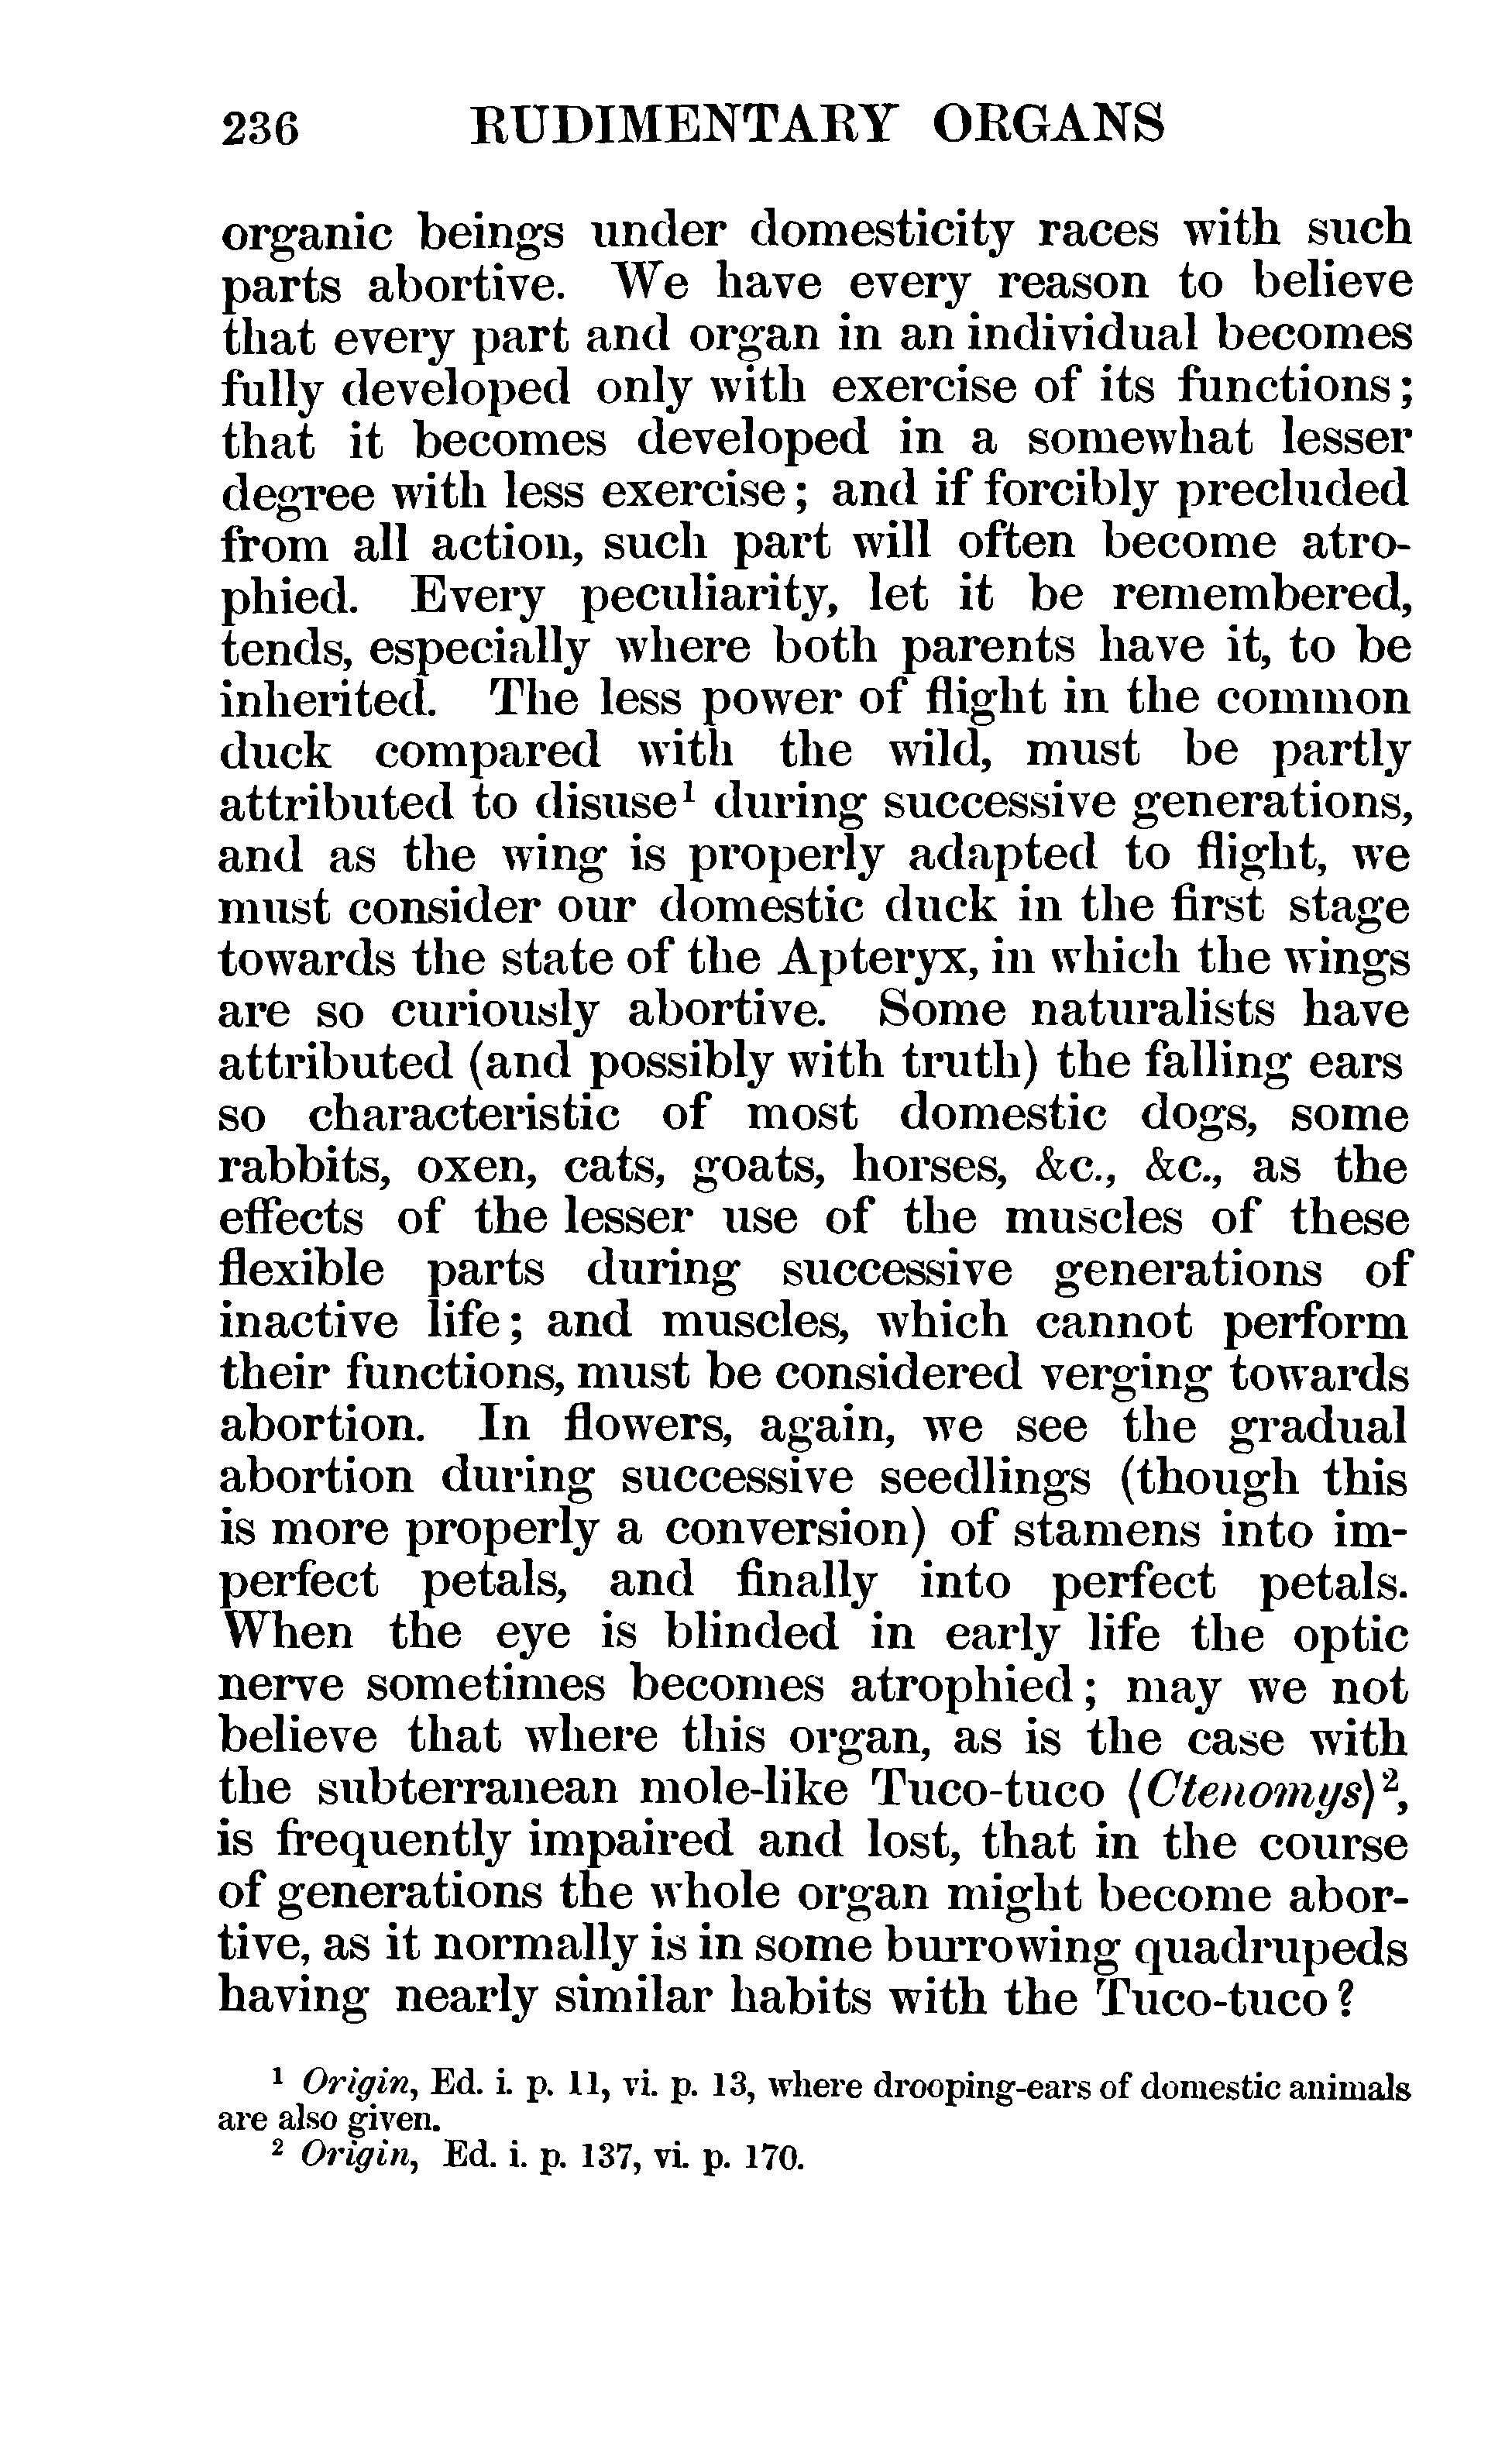 236 RUDIMENTARY ORGANS
organic beings under domesticity races with such
parts abortive. We have every reason to believe
that every part and organ in an individual becomes
fully developed only with exercise of its functions;
that it becomes developed in a somewhat lesser
degree with less exercise; and if forcibly precluded
from all action, such part will often become atro-
phied. Every peculiarity, let it be remembered,
tends, especially where both parents have it, to be
inherited. The less power of flight in the common
duck compared with the wild, must be partly
attributed to disuse¹ during successive generations,
and as the wing is properly adapted to flight, we
must consider our domestic duck in the first stage
towards the state of the Apteryx, in which the wings
are so curiously abortive. Some naturalists have
attributed (and possibly with truth) the falling ears
so characteristic of most domestic dogs, some
rabbits, oxen, cats, goats, horses, &c., &c., as the
effects of the lesser use of the muscles of these
flexible parts during successive generations of
inactive life; and muscles, which cannot perform
their functions, must be considered verging towards
abortion. In flowers, again, we see the gradual
abortion during successive seedlings (though this
is more properly a conversion) of stamens into im-
perfect petals, and finally into perfect petals.
When the eye is blinded in early life the optic
nerve sometimes becomes atrophied; may we not
believe that where this organ, as is the case with
the subterranean mole-like Tuco-tuco (Ctenomys)²,
is frequently impaired and lost, that in the course
of generations the whole organ might become abor-
tive, as it normally is in some burrowing quadrupeds
having nearly similar habits with the Tuco-tuco?
¹ Origin, Ed. i. p. 11, vi. p. 13, where drooping-ears of domestic animals
are also given.
² Origin, Ed. i. p. 137, vi. p. 170.